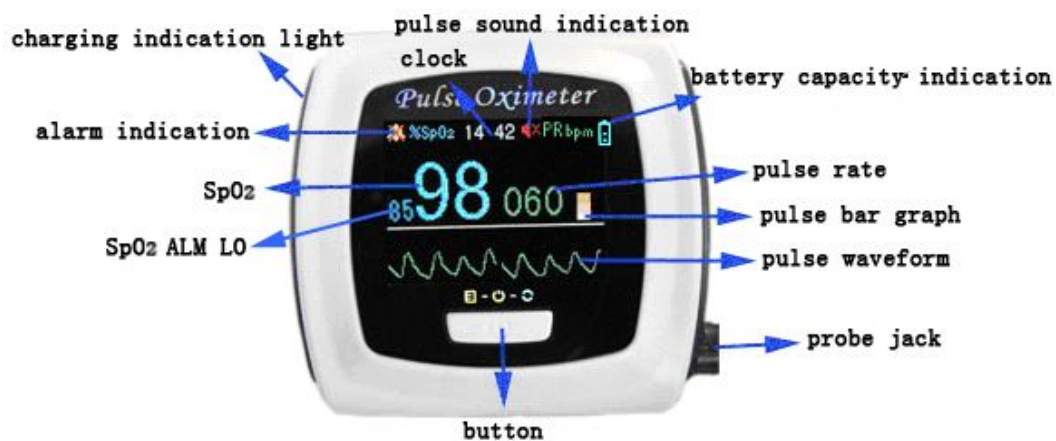 pulse sound indication
charging indication light
clock
battery capacity indication
Pulse Oximeter
alarm indication
%SpO2 14 42 PRbpm
SpO2
98
060
pulse rate
85
pulse bar graph
SpO2 ALM LO
pulse waveform
probe jack
button